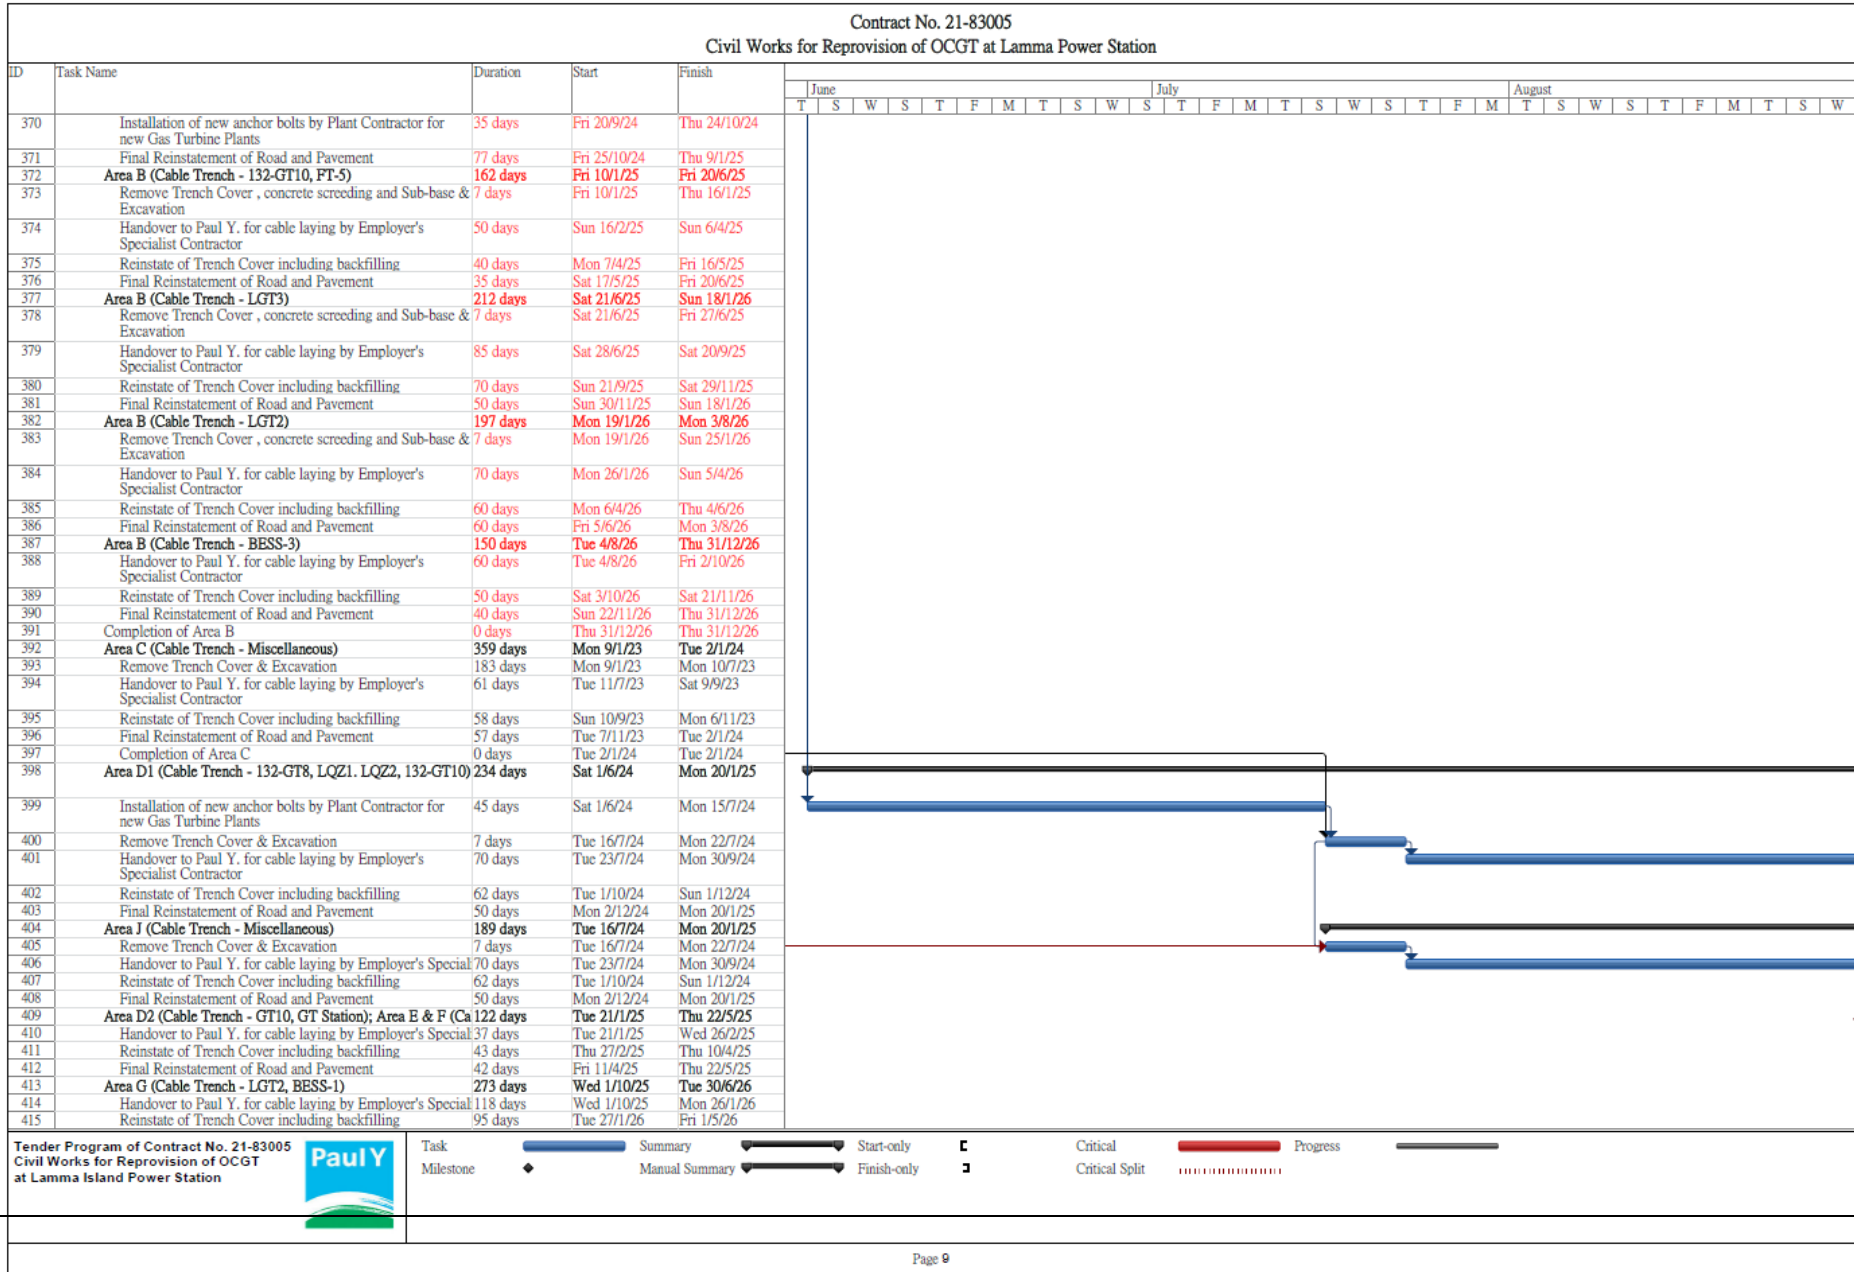 Contract No. 21-83005
Civil Works for Reprovision of OCGT at Lamma Power Station
ID Task Name Duration Start Finish
June July August
T S W S T F M T S W S T F M T S W S T F M T S W S T F M T S W
370 Installation of new anchor bolts by Plant Contractor for 35 days Fri 20/9/24 Thu 24/10/24
new Gas Turbine Plants
371 Final Reinstatement of Road and Pavement 77 days Fri 25/10/24 Thu 9/1/25
372 Area B (Cable Trench - 132-GT10, FT-5) 162 days Fri 10/1/25 Fri 20/6/25
373 Remove Trench Cover , concrete screeding and Sub-base & 7 days Fri 10/1/25 Thu 16/1/25
Excavation
374 Handover to Paul Y. for cable laying by Employer's 50 days Sun 16/2/25 Sun 6/4/25
Specialist Contractor
375 Reinstate of Trench Cover including backfilling 40 days Mon 7/4/25 Fri 16/5/25
376 Final Reinstatement of Road and Pavement 35 days Sat 17/5/25 Fri 20/6/25
377 Area B (Cable Trench - LGT3) 212 days Sat 21/6/25 Sun 18/1/26
378 Remove Trench Cover , concrete screeding and Sub-base & 7 days Sat 21/6/25 Fri 27/6/25
Excavation
379 Handover to Paul Y. for cable laying by Employer's 85 days Sat 28/6/25 Sat 20/9/25
Specialist Contractor
380 Reinstate of Trench Cover including backfilling 70 days Sun 21/9/25 Sat 29/11/25
381 Final Reinstatement of Road and Pavement 50 days Sun 30/11/25 Sun 18/1/26
382 Area B (Cable Trench - LGT2) 197 days Mon 19/1/26 Mon 3/8/26
383 Remove Trench Cover , concrete screeding and Sub-base & 7 days Mon 19/1/26 Sun 25/1/26
Excavation
384 Handover to Paul Y. for cable laying by Employer's 70 days Mon 26/1/26 Sun 5/4/26
Specialist Contractor
385 Reinstate of Trench Cover including backfilling 60 days Mon 6/4/26 Thu 4/6/26
386 Final Reinstatement of Road and Pavement 60 days Fri 5/6/26 Mon 3/8/26
387 Area B (Cable Trench - BESS-3) 150 days Tue 4/8/26 Thu 31/12/26
388 Handover to Paul Y. for cable laying by Employer's 60 days Tue 4/8/26 Fri 2/10/26
Specialist Contractor
389 Reinstate of Trench Cover including backfilling 50 days Sat 3/10/26 Sat 21/11/26
390 Final Reinstatement of Road and Pavement 40 days Sun 22/11/26 Thu 31/12/26
391 Completion of Area B 0 days Thu 31/12/26 Thu 31/12/26
392 Area C (Cable Trench - Miscellaneous) 359 days Mon 9/1/23 Tue 2/1/24
393 Remove Trench Cover & Excavation 183 days Mon 9/1/23 Mon 10/7/23
394 Handover to Paul Y. for cable laying by Employer's 61 days Tue 11/7/23 Sat 9/9/23
Specialist Contractor
395 Reinstate of Trench Cover including backfilling 58 days Sun 10/9/23 Mon 6/11/23
396 Final Reinstatement of Road and Pavement 57 days Tue 7/11/23 Tue 2/1/24
397 Completion of Area C 0 days Tue 2/1/24 Tue 2/1/24
398 Area D1 (Cable Trench - 132-GT8, LQZ1. LQZ2, 132-GT10) 234 days Sat 1/6/24 Mon 20/1/25
399 Installation of new anchor bolts by Plant Contractor for 45 days Sat 1/6/24 Mon 15/7/24
new Gas Turbine Plants
400 Remove Trench Cover & Excavation 7 days Tue 16/7/24 Mon 22/7/24
401 Handover to Paul Y. for cable laying by Employer's 70 days Tue 23/7/24 Mon 30/9/24
Specialist Contractor
402 Reinstate of Trench Cover including backfilling 62 days Tue 1/10/24 Sun 1/12/24
403 Final Reinstatement of Road and Pavement 50 days Mon 2/12/24 Mon 20/1/25
404 Area J (Cable Trench - Miscellaneous) 189 days Tue 16/7/24 Mon 20/1/25
405 Remove Trench Cover & Excavation 7 days Tue 16/7/24 Mon 22/7/24
406 Handover to Paul Y. for cable laying by Employer's Special 70 days Tue 23/7/24 Mon 30/9/24
407 Reinstate of Trench Cover including backfilling 62 days Tue 1/10/24 Sun 1/12/24
408 Final Reinstatement of Road and Pavement 50 days Mon 2/12/24 Mon 20/1/25
409 Area D2 (Cable Trench - GT10, GT Station); Area E & F (Ca 122 days Tue 21/1/25 Thu 22/5/25
410 Handover to Paul Y. for cable laying by Employer's Special 37 days Tue 21/1/25 Wed 26/2/25
411 Reinstate of Trench Cover including backfilling 43 days Thu 27/2/25 Thu 10/4/25
412 Final Reinstatement of Road and Pavement 42 days Fri 11/4/25 Thu 22/5/25
413 Area G (Cable Trench - LGT2, BESS-1) 273 days Wed 1/10/25 Tue 30/6/26
414 Handover to Paul Y. for cable laying by Employer's Special 118 days Wed 1/10/25 Mon 26/1/26
415 Reinstate of Trench Cover including backfilling 95 days Tue 27/1/26 Fri 1/5/26
Tender Program of Contract No. 21-83005
Civil Works for Reprovision of OCGT
at Lamma Island Power Station
Paul Y
Task Summary Start-only Critical Progress
Milestone Manual Summary Finish-only Critical Split
Page 9